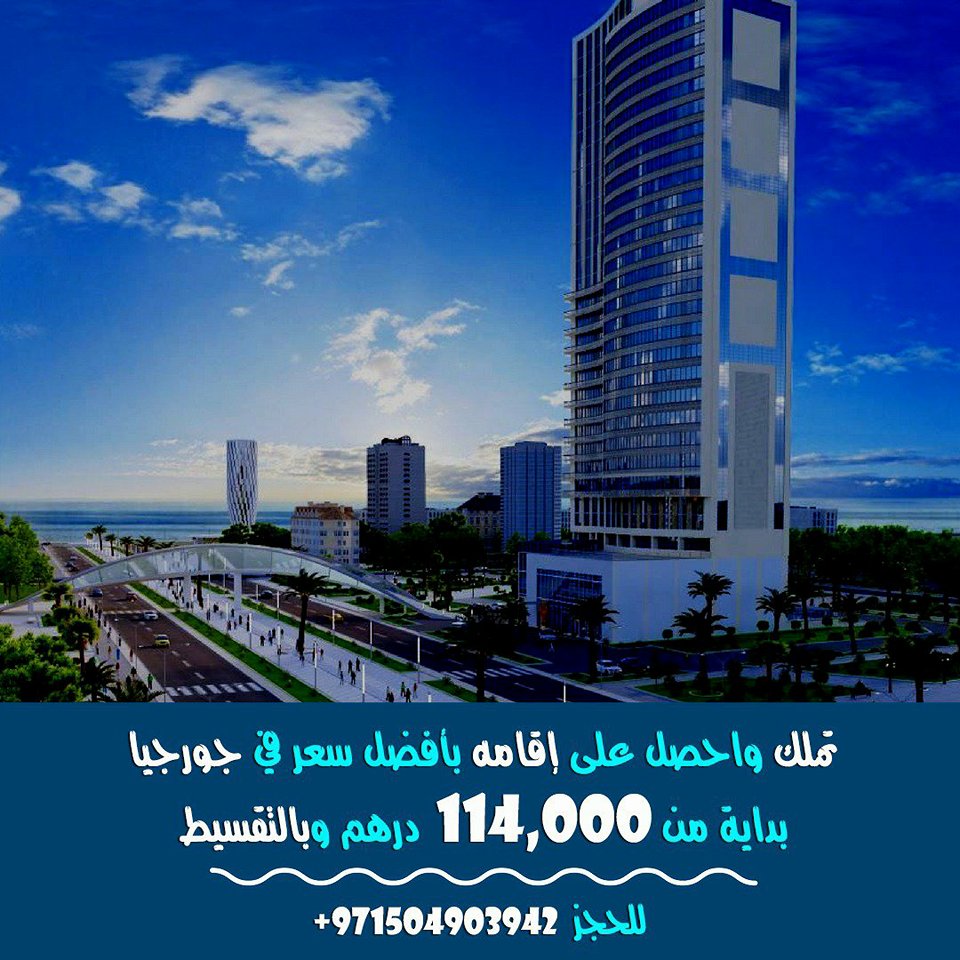 تملك واحصل على إقامه بأفضل سعر في جورجيا
بداية من 114,000 درهم وبالتقسيط
للحجز 971504903942+